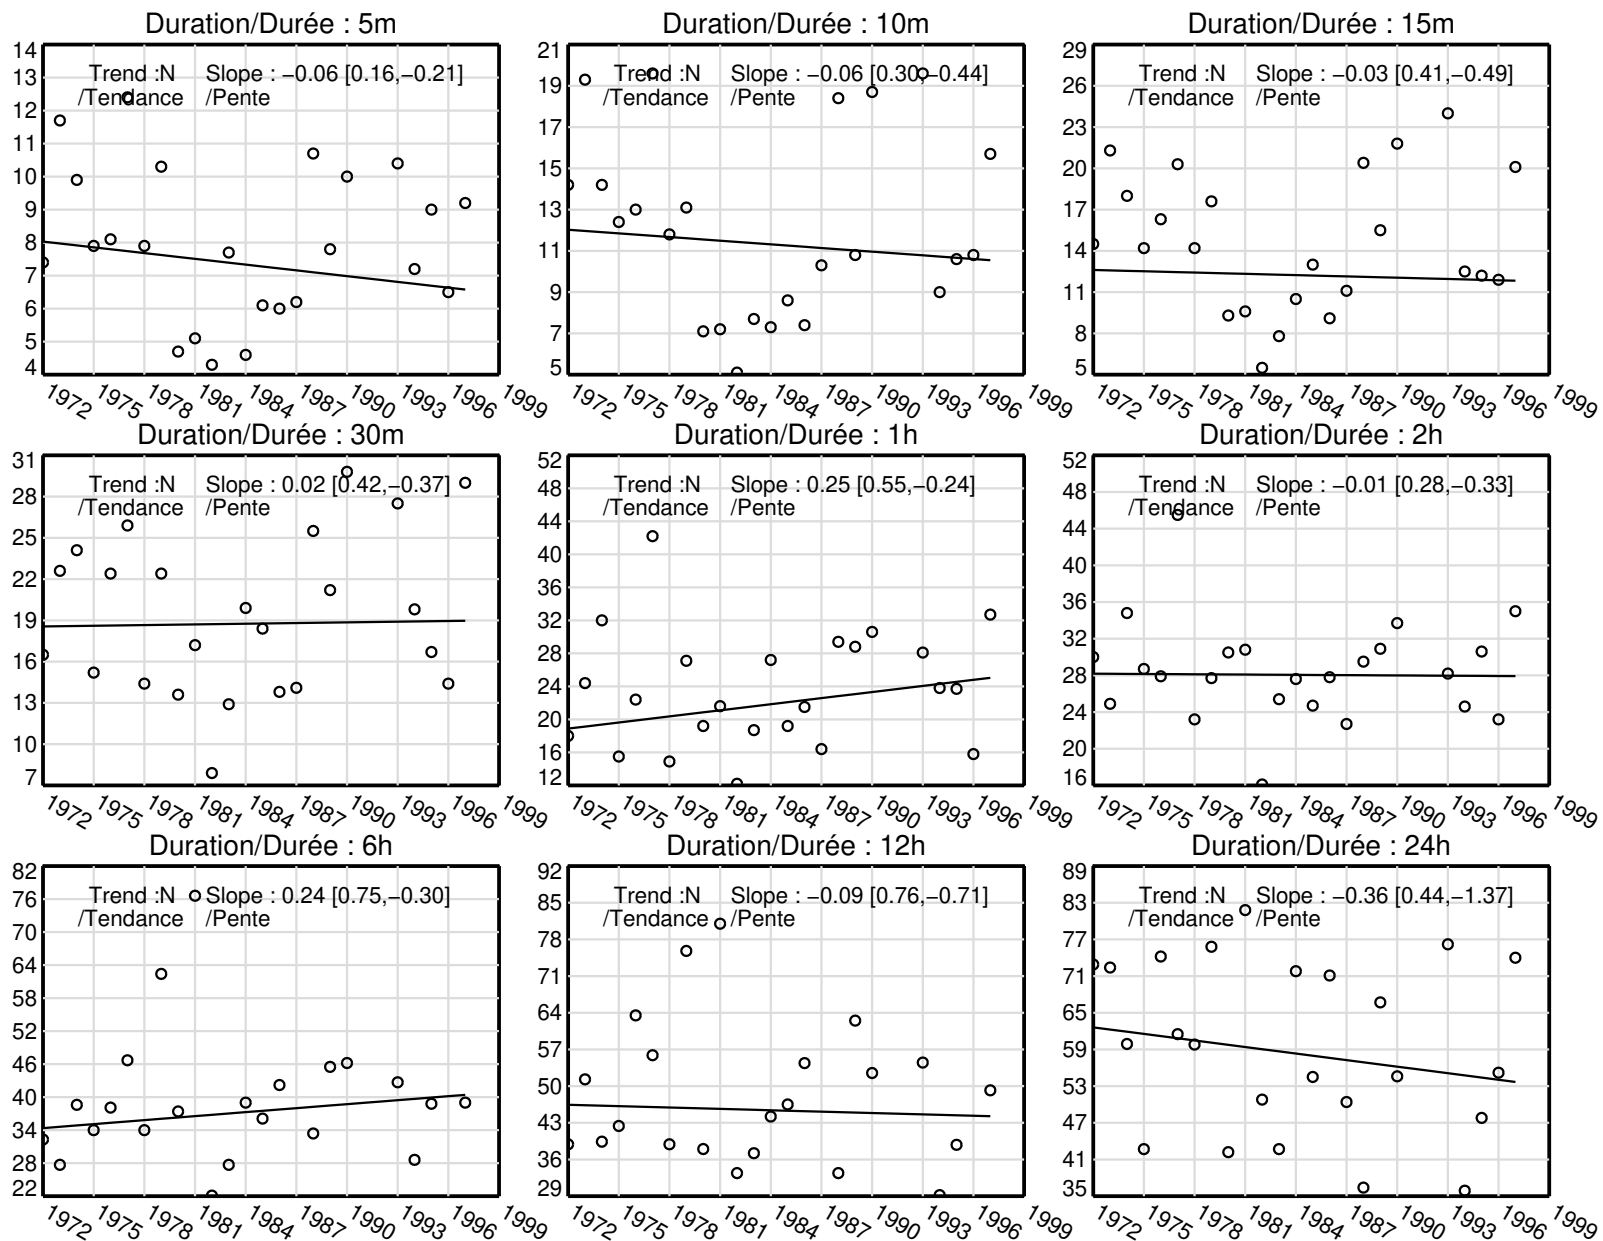 Duration/Durée : 5m
14
13
12
11
10
9
8
7
6
5
4
Trend :N Slope : −0.06 [0.16,−0.21]
/Tendance /Pente
1972 1975 1978 1981 1984 1987 1990 1993 1996 1999
Duration/Durée : 10m
21
19
17
15
13
11
9
7
5
Trend :N Slope : −0.06 [0.30,−0.44]
/Tendance /Pente
1972 1975 1978 1981 1984 1987 1990 1993 1996 1999
Duration/Durée : 15m
29
26
23
20
17
14
11
8
5
Trend :N Slope : −0.03 [0.41,−0.49]
/Tendance /Pente
1972 1975 1978 1981 1984 1987 1990 1993 1996 1999
Duration/Durée : 30m
31
28
25
22
19
16
13
10
7
Trend :N Slope : 0.02 [0.42,−0.37]
/Tendance /Pente
1972 1975 1978 1981 1984 1987 1990 1993 1996 1999
Duration/Durée : 1h
52
48
44
40
36
32
28
24
20
16
12
Trend :N Slope : 0.25 [0.55,−0.24]
/Tendance /Pente
1972 1975 1978 1981 1984 1987 1990 1993 1996 1999
Duration/Durée : 2h
52
48
44
40
36
32
28
24
20
16
Trend :N Slope : −0.01 [0.28,−0.33]
/Tendance /Pente
1972 1975 1978 1981 1984 1987 1990 1993 1996 1999
Duration/Durée : 6h
82
76
70
64
58
52
46
40
34
28
22
Trend :N Slope : 0.24 [0.75,−0.30]
/Tendance /Pente
1972 1975 1978 1981 1984 1987 1990 1993 1996 1999
Duration/Durée : 12h
92
85
78
71
64
57
50
43
36
29
Trend :N Slope : −0.09 [0.76,−0.71]
/Tendance /Pente
1972 1975 1978 1981 1984 1987 1990 1993 1996 1999
Duration/Durée : 24h
89
83
77
71
65
59
53
47
41
35
Trend :N Slope : −0.36 [0.44,−1.37]
/Tendance /Pente
1972 1975 1978 1981 1984 1987 1990 1993 1996 1999